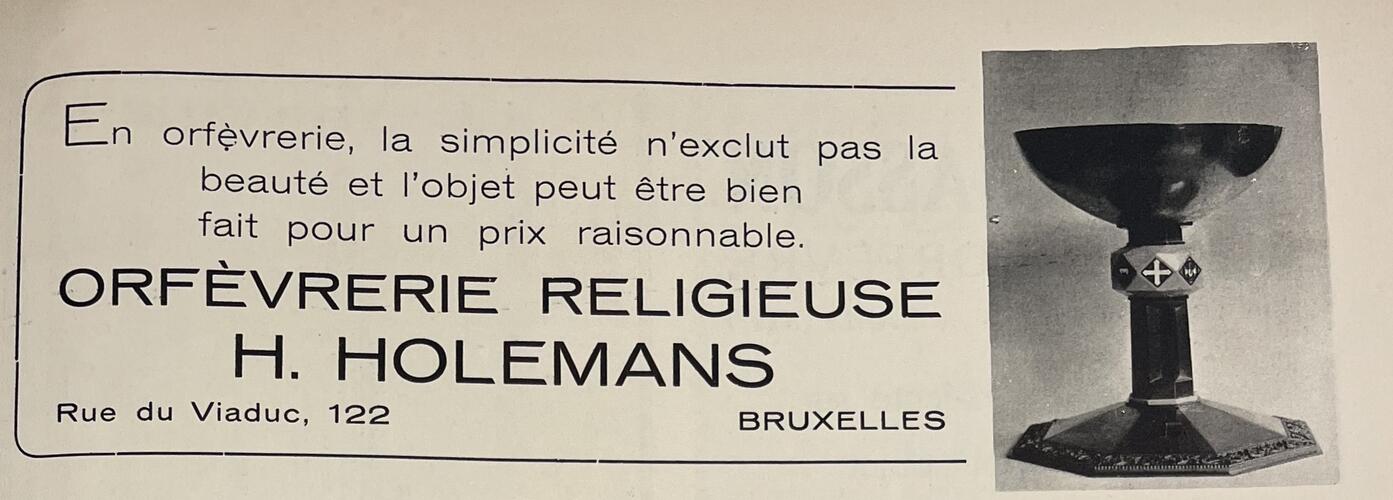 En orfèvrerie, la simplicité n'exclut pas la
beauté et l'objet peut être bien
fait pour un prix raisonnable.
ORFÈVRERIE RELIGIEUSE
H. HOLEMANS
Rue du Viaduc, 122 BRUXELLES